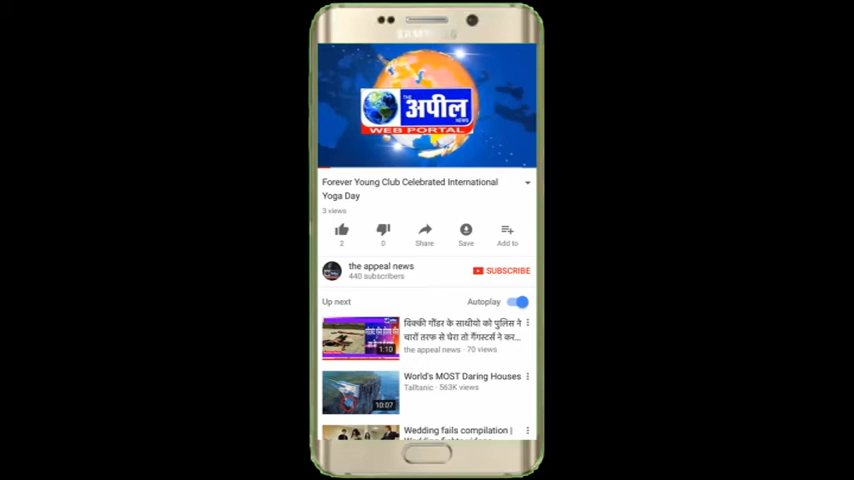 SAMSUNG
THE
अपील
NEWS
WEB PORTAL
Forever Young Club Celebrated International
Yoga Day
3 views
2
0
Share
Save
Add to
the appeal news
440 subscribers
SUBSCRIBE
Up next
Autoplay
विक्की गौंडर के साथीयो को पुलिस ने
चारों तरफ से घेरा तो गैंगस्टर्स ने कर...
the appeal news · 70 views
1:10
World's MOST Daring Houses
Talltanic · 563K views
10:07
Wedding fails compilation |